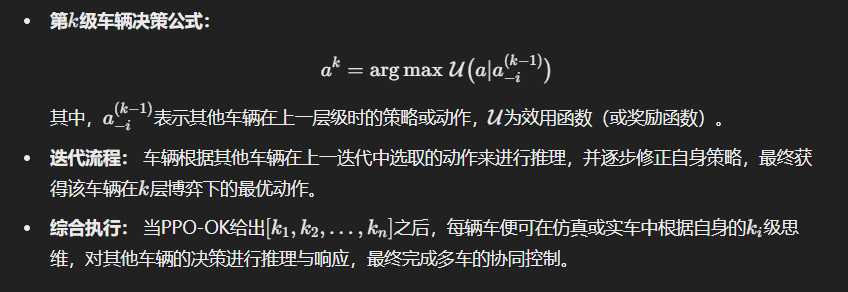 • 第k级车辆决策公式：
a^k = arg max 𝒰(a|a_{-i}^{(k-1)})
其中，a_{-i}^{(k-1)}表示其他车辆在上一层级时的策略或动作，𝒰为效用函数（或奖励函数）。
• 迭代流程： 车辆根据其他车辆在上一迭代中选取的动作来进行推理，并逐步修正自身策略，最终获
得该车辆在k层博弈下的最优动作。
• 综合执行： 当PPO-OK给出[k₁, k₂, . . . , kₙ]之后，每辆车便可在仿真或实车中根据自身的kᵢ级思
维，对其他车辆的决策进行推理与响应，最终完成多车的协同控制。